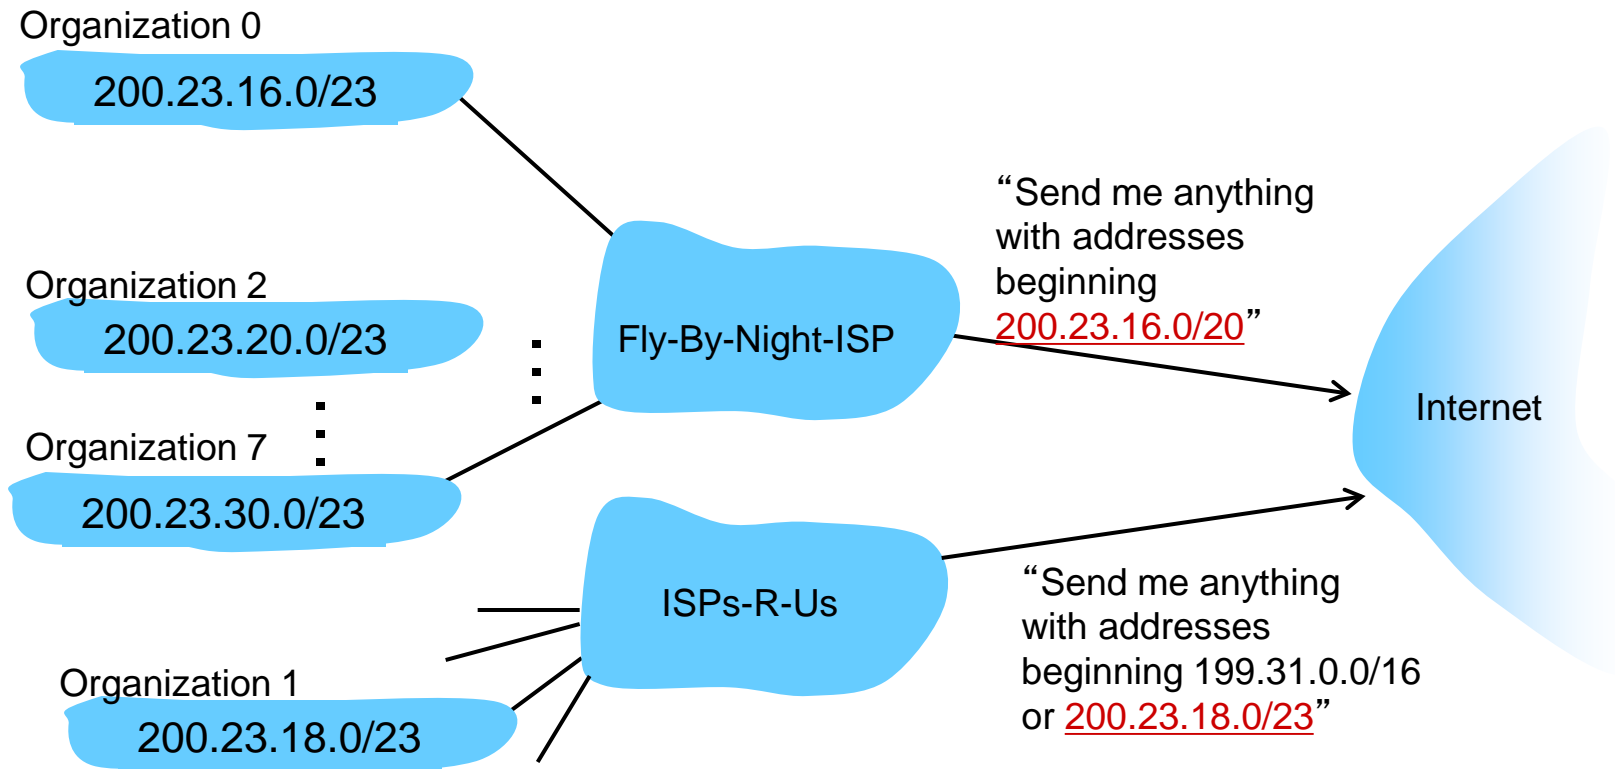 Organization 0
200.23.16.0/23
Organization 2
200.23.20.0/23
Organization 7
200.23.30.0/23
Fly-By-Night-ISP
“Send me anything
with addresses
beginning
200.23.16.0/20”
Internet
ISPs-R-Us
“Send me anything
with addresses
beginning 199.31.0.0/16
or 200.23.18.0/23”
Organization 1
200.23.18.0/23